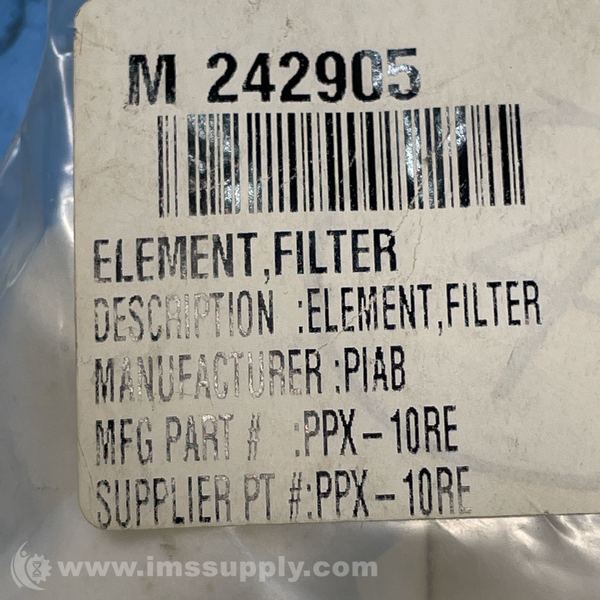 M 242905
ELEMENT,FILTER
DESCRIPTION :ELEMENT,FILTER
MANUFACTURER :PIAB
MFG PART # :PPX-10RE
SUPPLIER PT #:PPX-10RE
www.imssupply.com